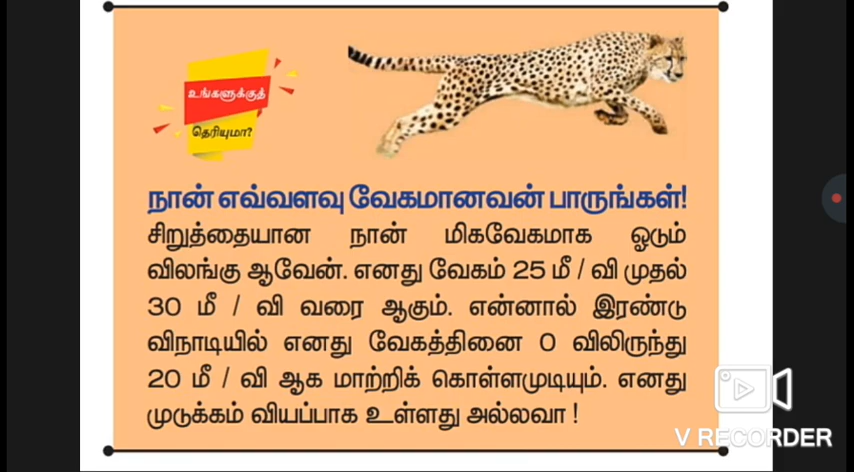 உங்களுக்குத்
தெரியுமா?
நான் எவ்வளவு வேகமானவன் பாருங்கள்!
சிறுத்தையான நான் மிகவேகமாக ஓடும்
விலங்கு ஆவேன். எனது வேகம் 25 மீ / வி முதல்
30 மீ / வி வரை ஆகும். என்னால் இரண்டு
விநாடியில் எனது வேகத்தினை 0 விலிருந்து
20 மீ / வி ஆக மாற்றிக் கொள்ளமுடியும். எனது
முடுக்கம் வியப்பாக உள்ளது அல்லவா !
V RECORDER